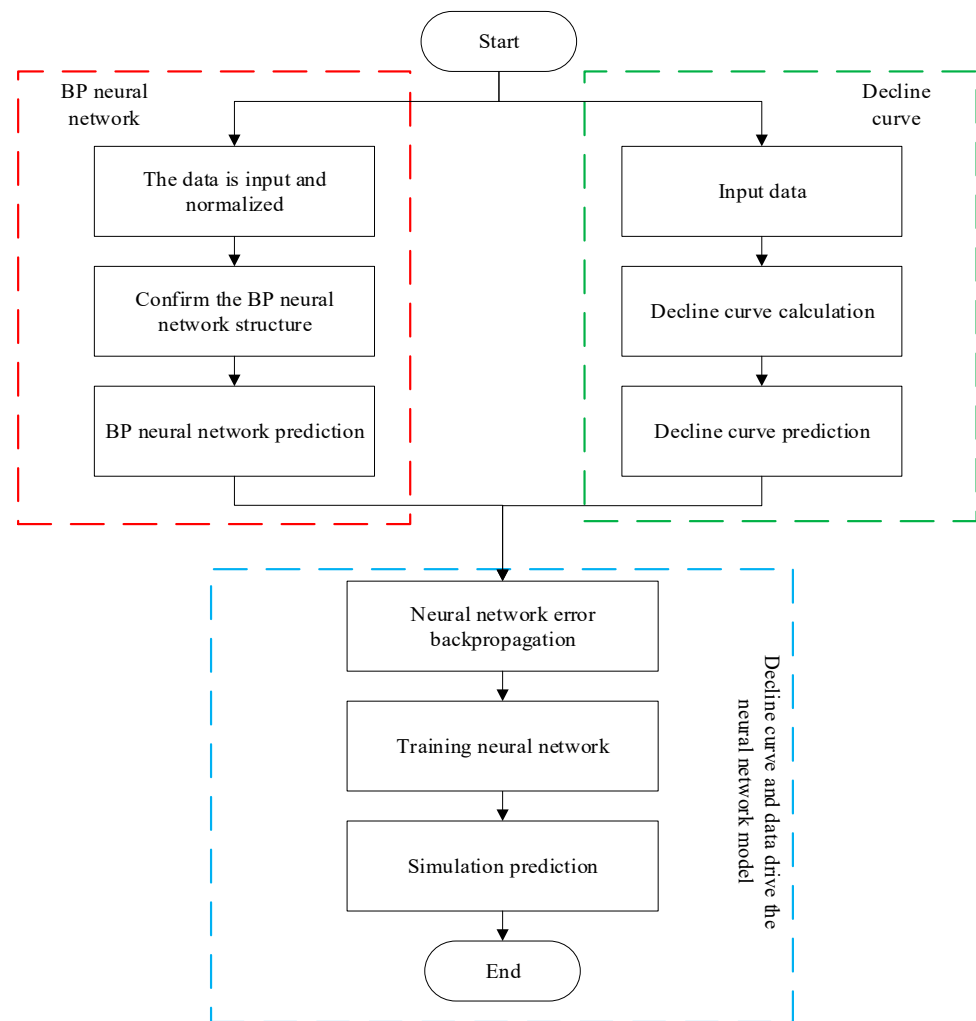 Start
BP neural
network
Decline
curve
The data is input and
normalized
Input data
Confirm the BP neural
network structure
Decline curve calculation
BP neural network prediction
Decline curve prediction
Neural network error
backpropagation
Training neural network
Simulation prediction
End
Decline curve and data drive the
neural network model